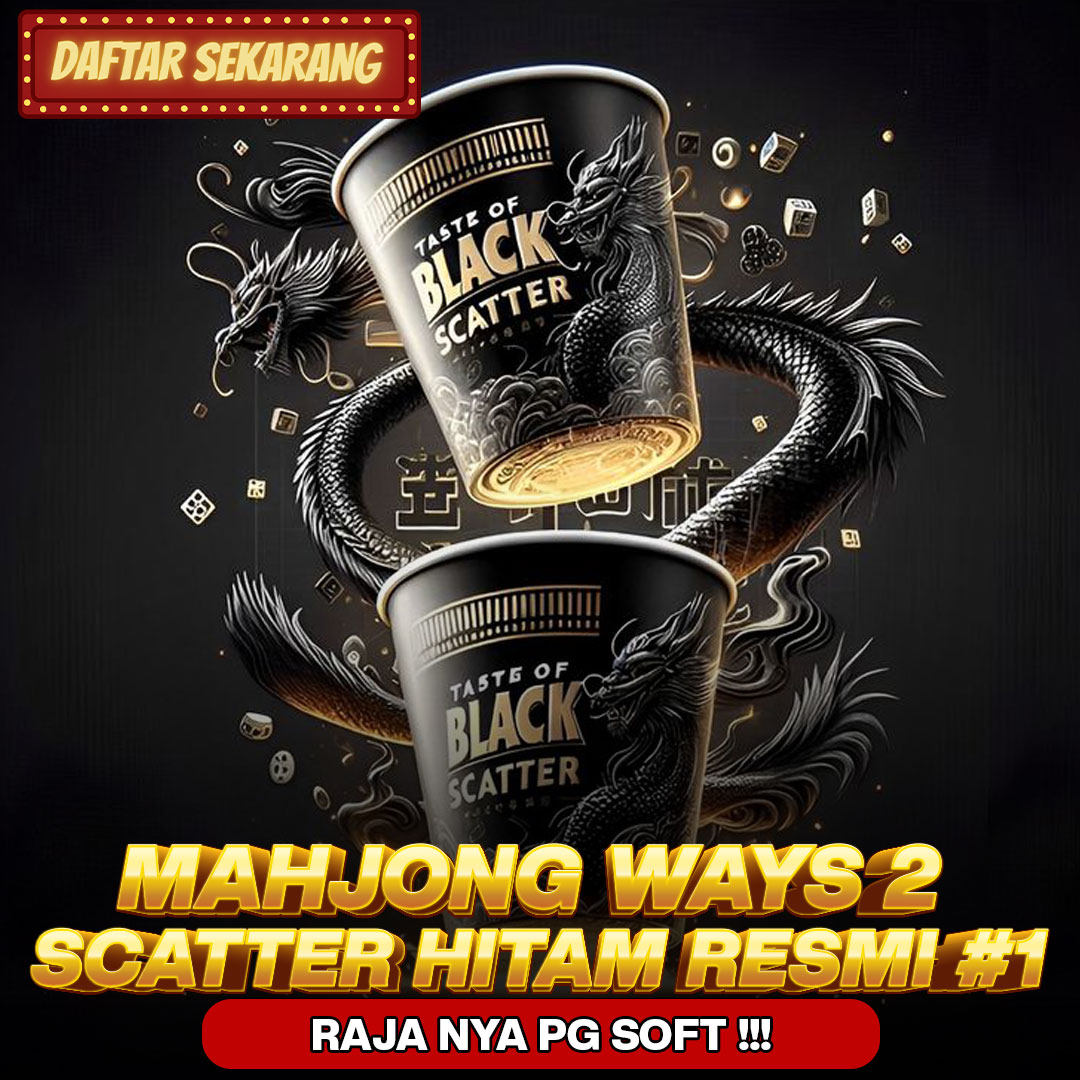 DAFTAR SEKARANG
TASTE OF
BLACK
SCATTER
TASTE OF
BLACK
SCATTER
MAHJONG WAYS 2
SCATTER HITAM RESMI #1
RAJA NYA PG SOFT !!!